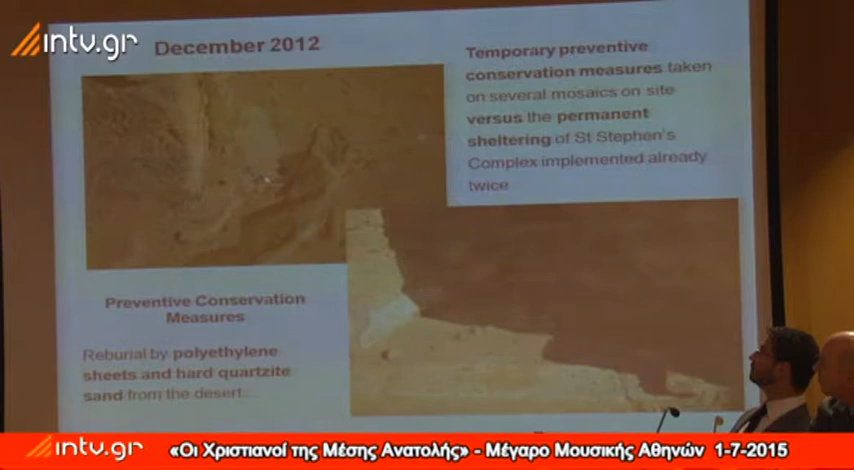 intv.gr
December 2012
Temporary preventive
conservation measures taken
on several mosaics on site
versus the permanent
sheltering of St Stephen's
Complex implemented already
twice
Preventive Conservation
Measures
Reburial by polyethylene
sheets and hard quartzite
sand from the desert...
intv.gr «Οι Χριστιανοί της Μέσης Ανατολής» - Μέγαρο Μουσικής Αθηνών 1-7-2015